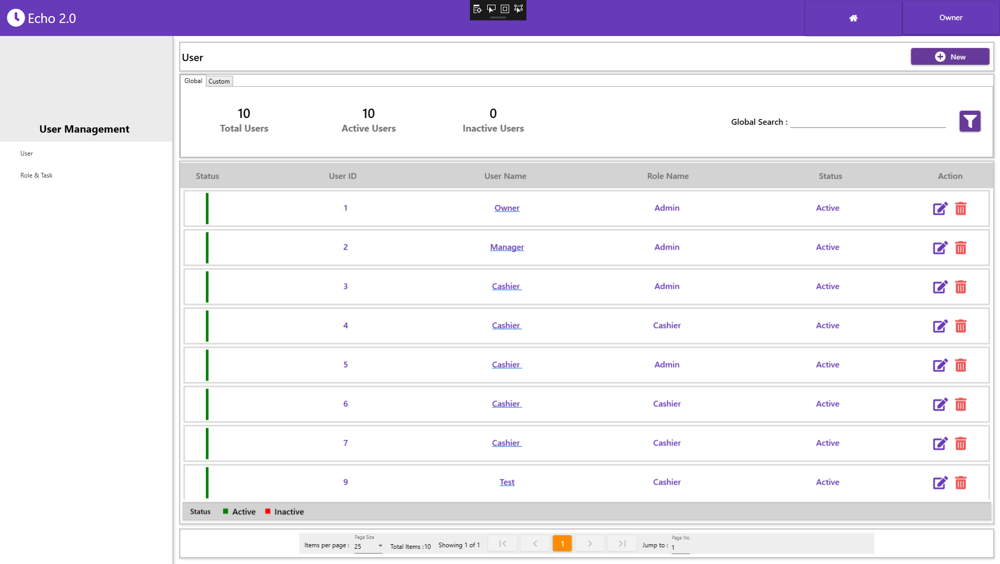 Echo 2.0
Owner
User Management
User
Role & Task
User
New
Global Custom
10 10 0
Total Users Active Users Inactive Users
Global Search :
Status User ID User Name Role Name Status Action
1 Owner Admin Active
2 Manager Admin Active
3 Cashier Admin Active
4 Cashier Cashier Active
5 Cashier Admin Active
6 Cashier Cashier Active
7 Cashier Cashier Active
9 Test Cashier Active
Status Active Inactive
Page Size Page No.
Items per page : 25 Total Items :10 Showing 1 of 1 1 Jump to : 1